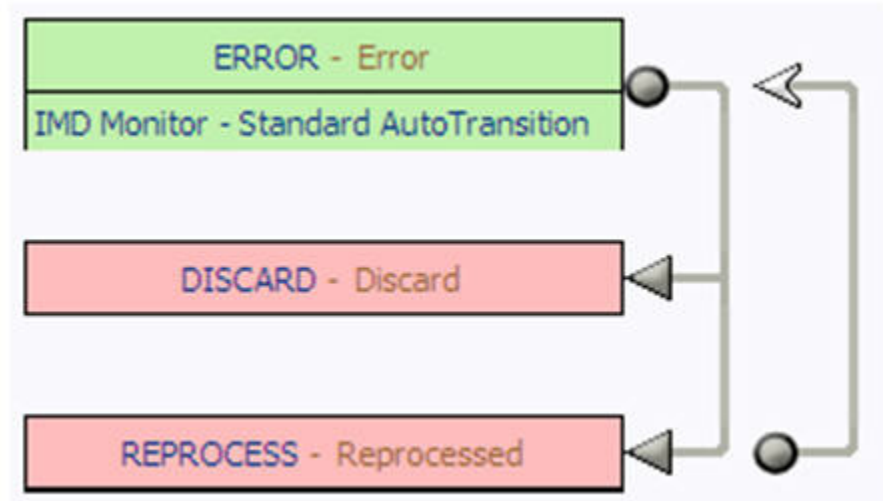 ERROR - Error
IMD Monitor - Standard AutoTransition
DISCARD - Discard
REPROCESS - Reprocessed